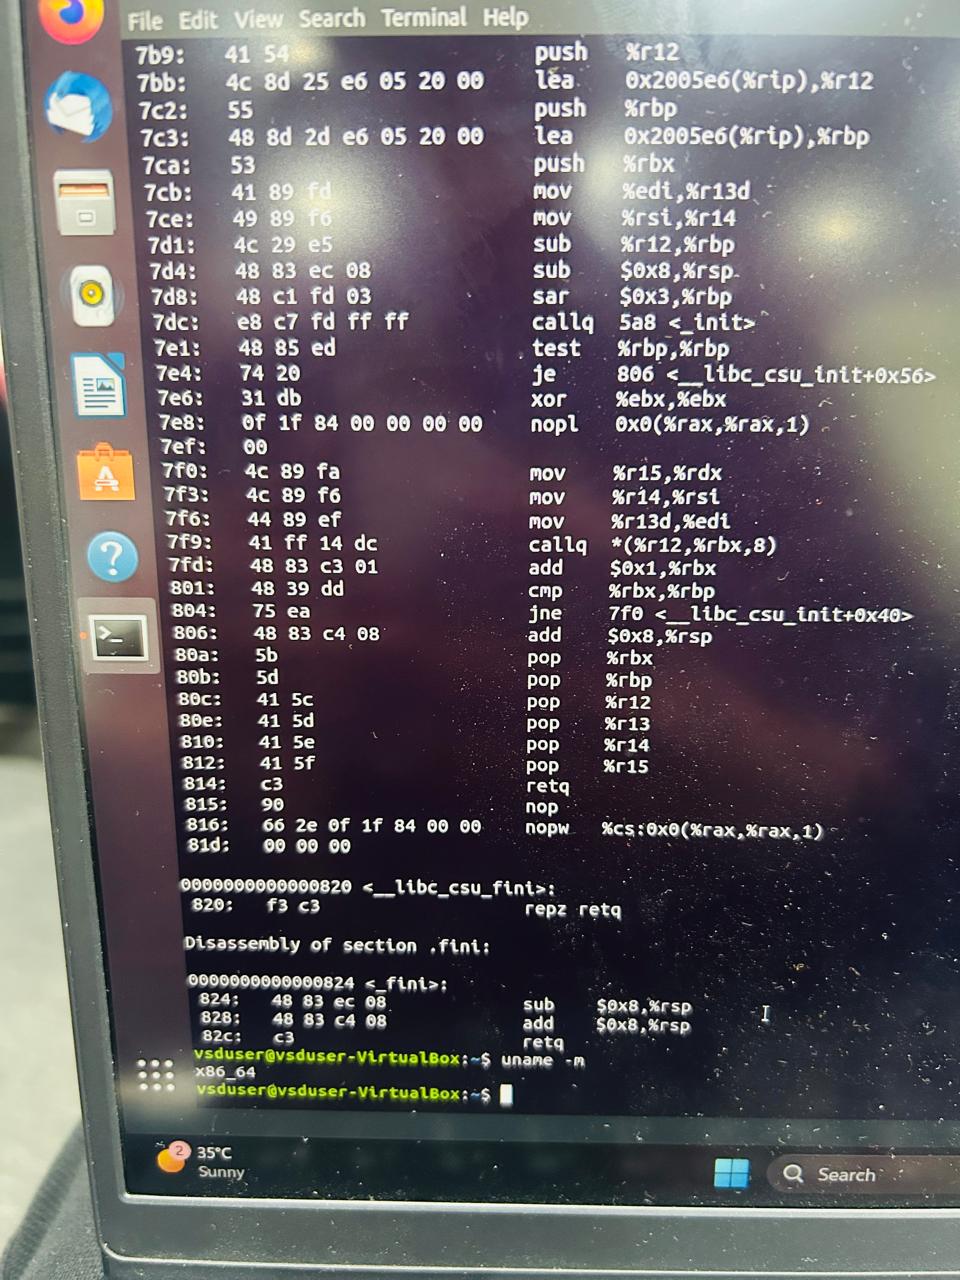 File Edit View Search Terminal Help
7b9: 41 54 push %r12
7bb: 4c 8d 25 e6 05 20 00 lea 0x2005e6(%rip),%r12
7c2: 55 push %rbp
7c3: 48 8d 2d e6 05 20 00 lea 0x2005e6(%rip),%rbp
7ca: 53 push %rbx
7cb: 41 89 fd mov %edi,%r13d
7ce: 49 89 f6 mov %rsi,%r14
7d1: 4c 29 e5 sub %r12,%rbp
7d4: 48 83 ec 08 sub $0x8,%rsp
7d8: 48 c1 fd 03 sar $0x3,%rbp
7dc: e8 c7 fd ff ff callq 5a8 <_init>
7e1: 48 85 ed test %rbp,%rbp
7e4: 74 20 je 806 <__libc_csu_init+0x56>
7e6: 31 db xor %ebx,%ebx
7e8: 0f 1f 84 00 00 00 00 nopl 0x0(%rax,%rax,1)
7ef: 00
7f0: 4c 89 fa mov %r15,%rdx
7f3: 4c 89 f6 mov %r14,%rsi
7f6: 44 89 ef mov %r13d,%edi
7f9: 41 ff 14 dc callq *(%r12,%rbx,8)
7fd: 48 83 c3 01 add $0x1,%rbx
801: 48 39 dd cmp %rbx,%rbp
804: 75 ea jne 7f0 <__libc_csu_init+0x40>
806: 48 83 c4 08 add $0x8,%rsp
80a: 5b pop %rbx
80b: 5d pop %rbp
80c: 41 5c pop %r12
80e: 41 5d pop %r13
810: 41 5e pop %r14
812: 41 5f pop %r15
814: c3 retq
815: 90 nop
816: 66 2e 0f 1f 84 00 00 nopw %cs:0x0(%rax,%rax,1)
81d: 00 00 00
0000000000000820 <__libc_csu_fini>:
820: f3 c3 repz retq
Disassembly of section .fini:
0000000000000824 <_fini>:
824: 48 83 ec 08 sub $0x8,%rsp
828: 48 83 c4 08 add $0x8,%rsp
82c: c3 retq
vsduser@vsduser-VirtualBox:~$ uname -m
x86_64
vsduser@vsduser-VirtualBox:~$
2
35°C
Sunny
Search